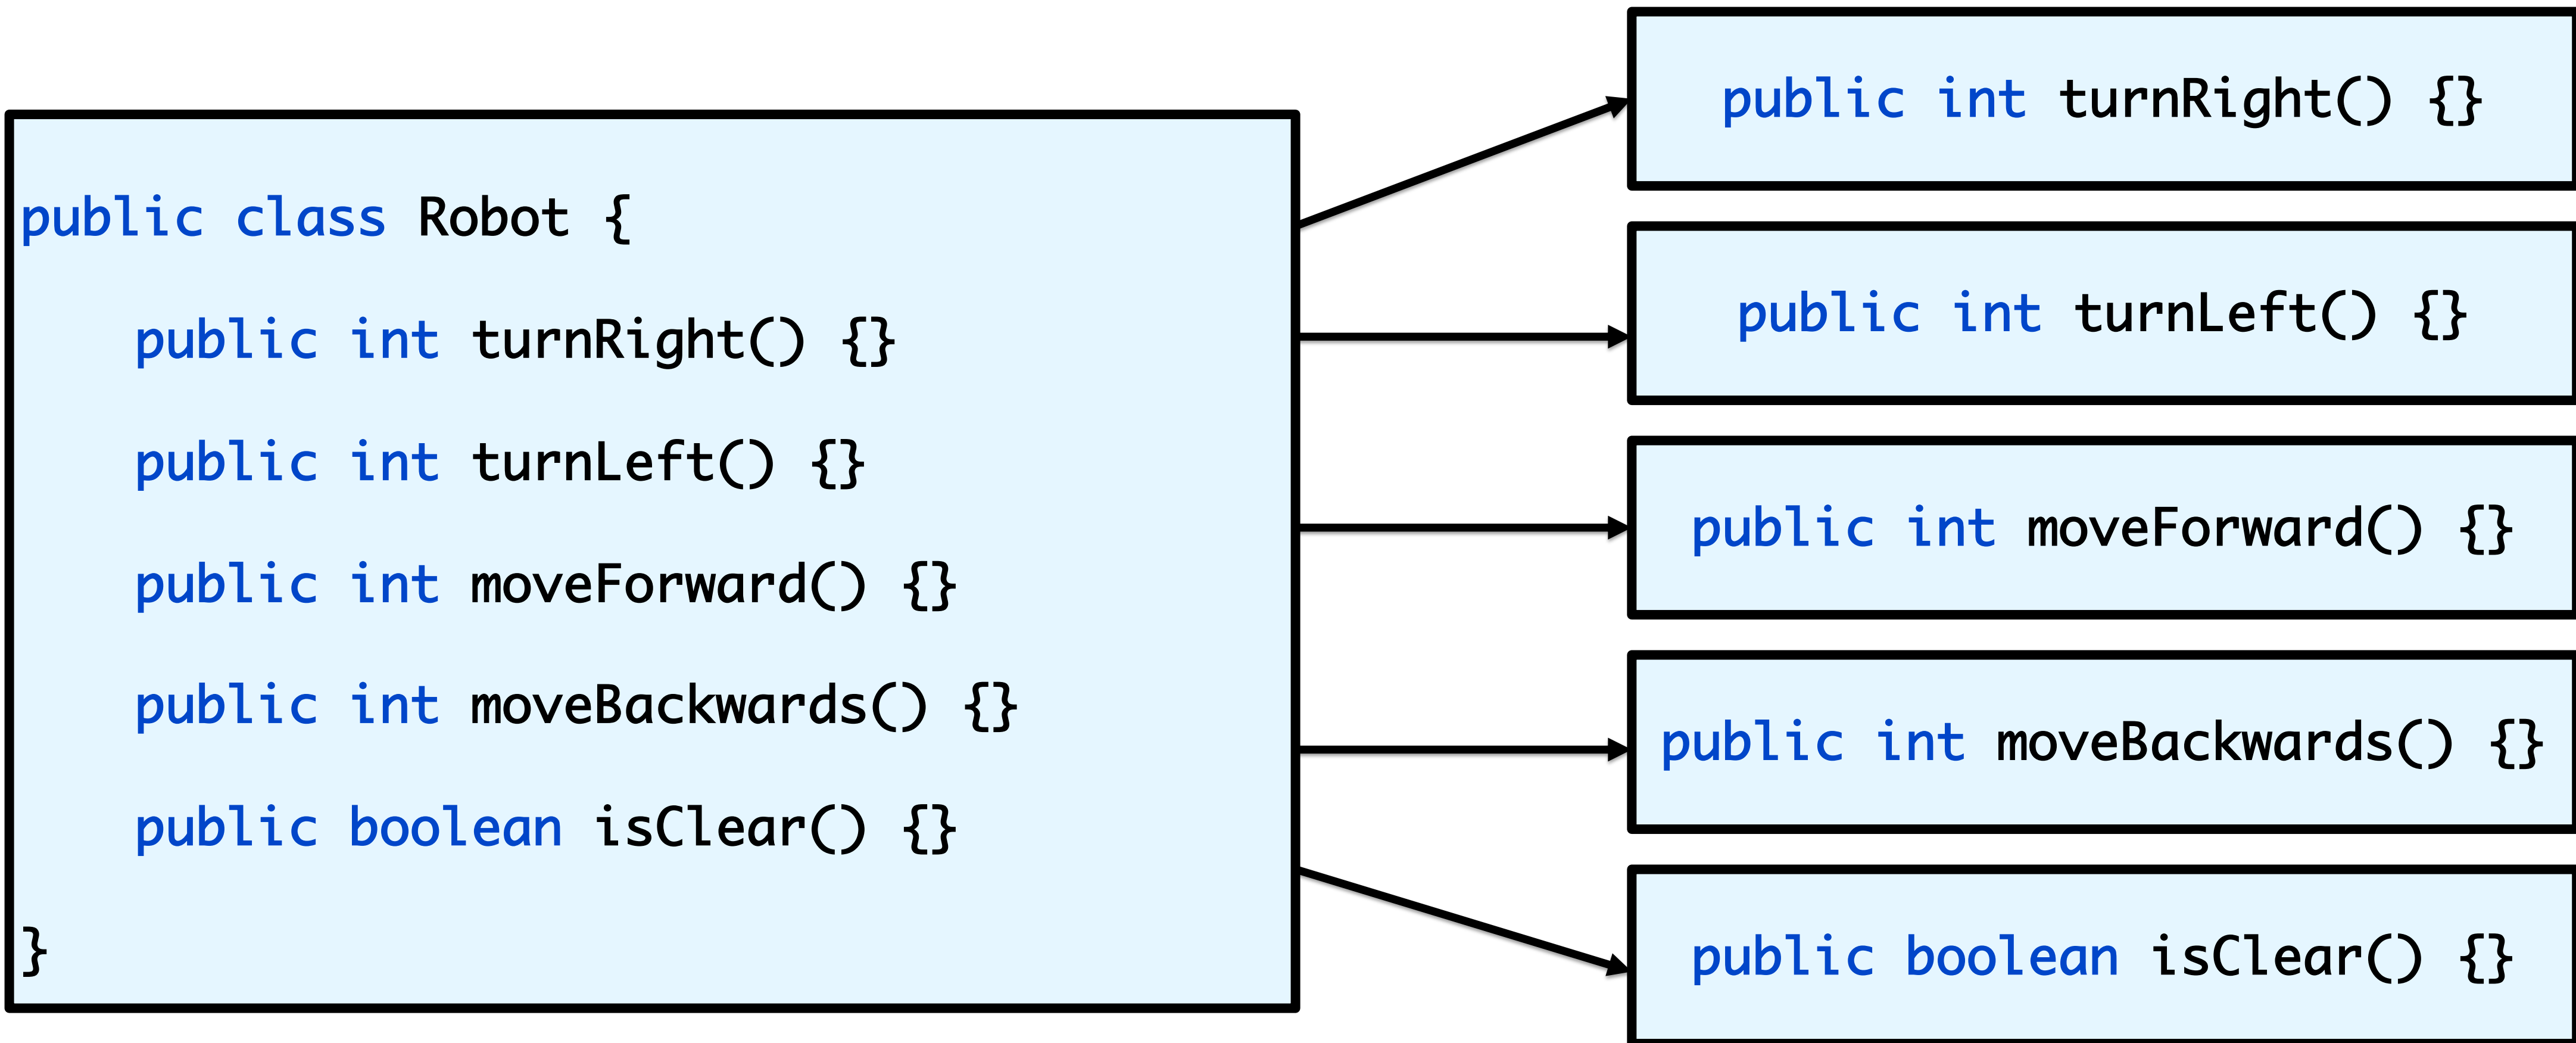 public class Robot {
public int turnRight() {}
public int turnLeft() {}
public int moveForward() {}
public int moveBackwards() {}
public boolean isClear() {}
}
public int turnRight() {}
public int turnLeft() {}
public int moveForward() {}
public int moveBackwards() {}
public boolean isClear() {}